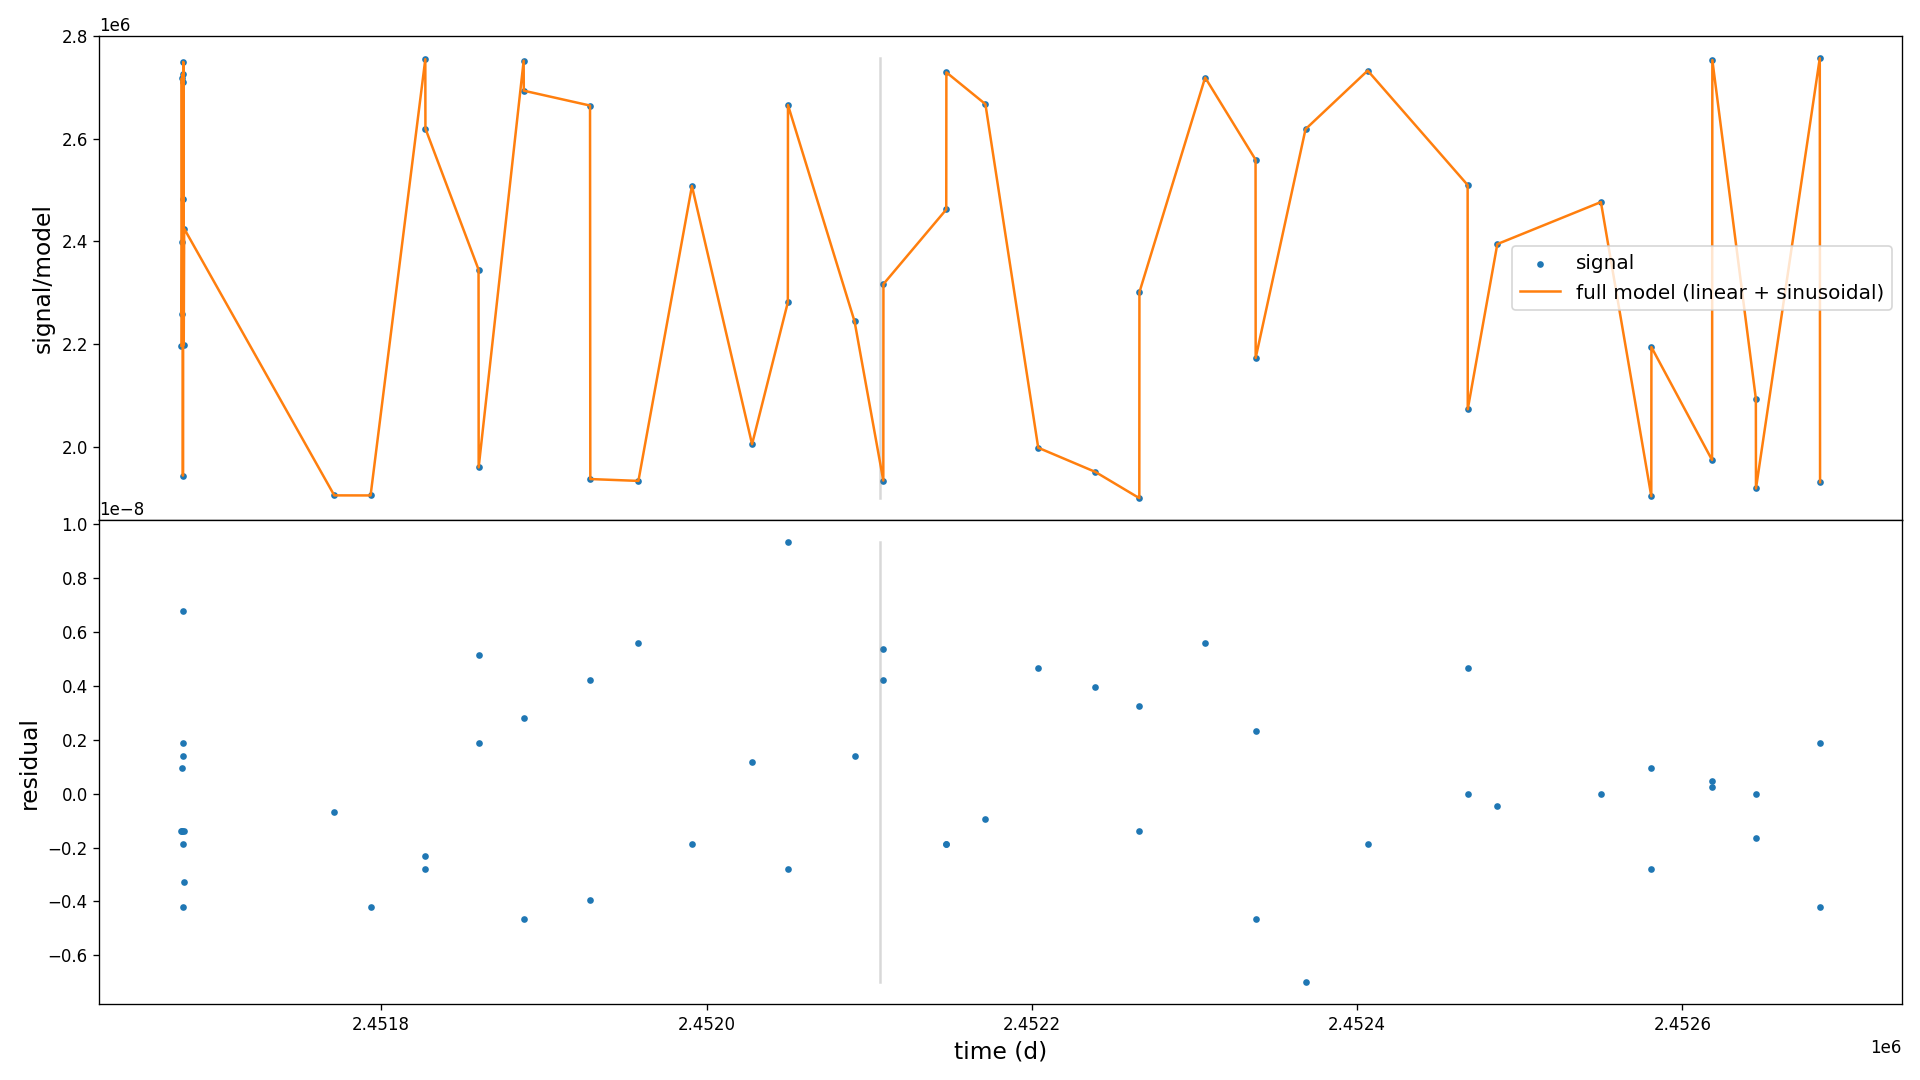 1e6
2.8
2.6
2.4
2.2
2.0
signal/model
signal
full model (linear + sinusoidal)
1e−8
1.0
0.8
0.6
0.4
0.2
0.0
−0.2
−0.4
−0.6
residual
2.4518
2.4520
2.4522
2.4524
2.4526
time (d)
1e6